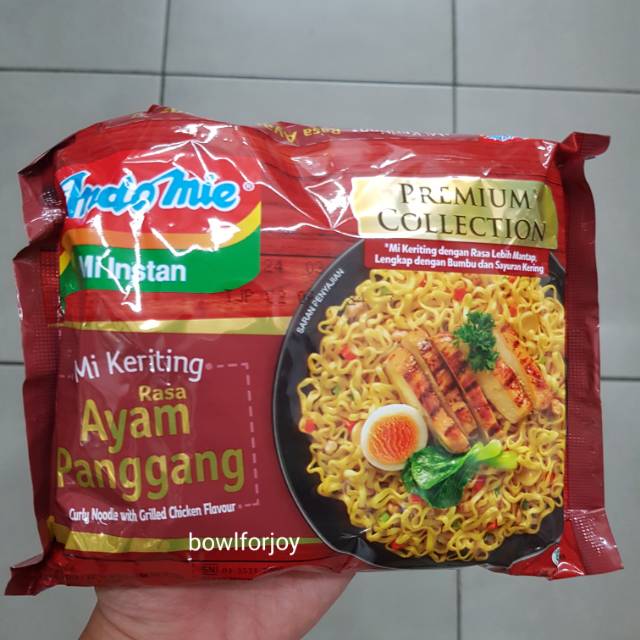 Indomie
Mi Instan
PREMIUM
COLLECTION
*Mi Keriting dengan Rasa Lebih Mantap,
Lengkap dengan Bumbu dan Sayuran Kering
SARAN PENYAJIAN
Mi Keriting
Rasa
Ayam
Panggang
Curly Noodle with Grilled Chicken Flavour
bowlforjoy